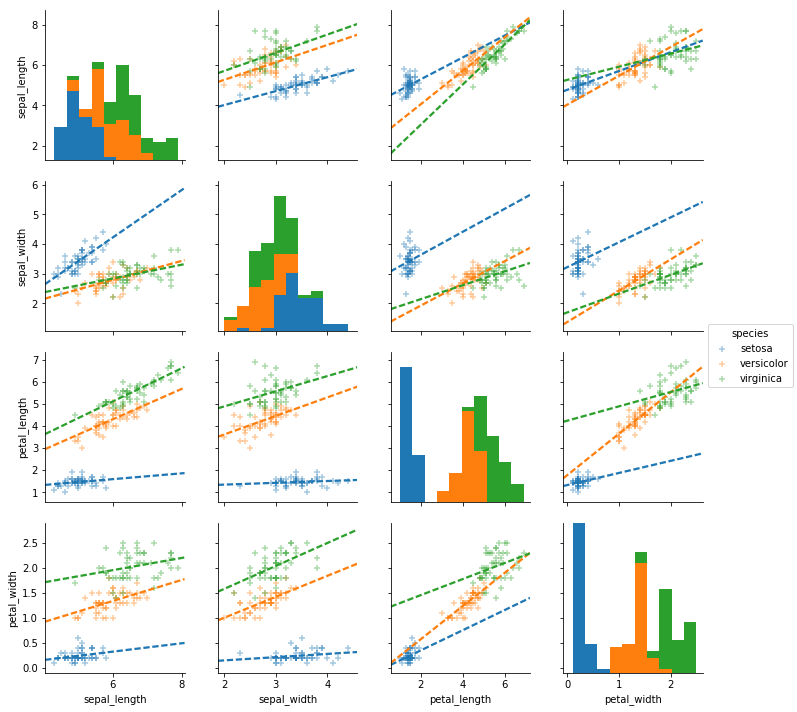 8
6
4
2
sepal_length
6
5
4
3
2
sepal_width
species
setosa
versicolor
virginica
7
6
5
4
3
2
1
petal_length
2.5
2.0
1.5
1.0
0.5
0.0
petal_width
6 8
2 3 4
2 4 6
0 1 2
sepal_length sepal_width petal_length petal_width